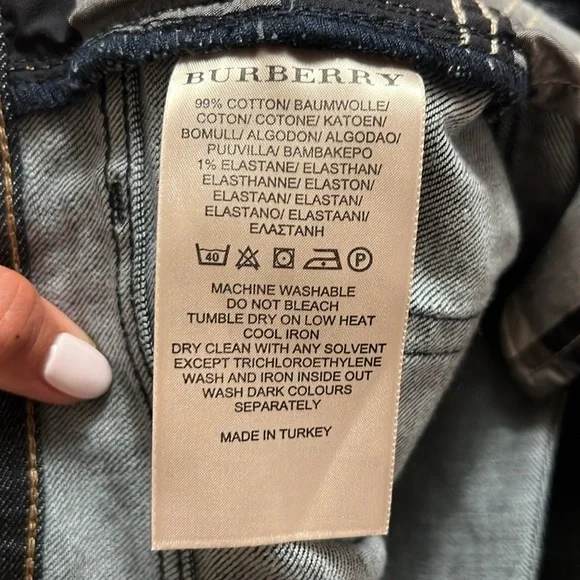 BURBERRY
99% COTTON/ BAUMWOLLE/
COTON/ COTONE/ KATOEN/
BOMULL/ ALGODON/ ALGODAO/
PUUVILLA/ BAMBAKEPO
1% ELASTANE/ ELASTHAN/
ELASTHANNE/ ELASTON/
ELASTAAN/ ELASTAN/
ELASTANO/ ELASTAANI/
ΕΛΑΣΤΑΝΗ
40 P
MACHINE WASHABLE
DO NOT BLEACH
TUMBLE DRY ON LOW HEAT
COOL IRON
DRY CLEAN WITH ANY SOLVENT
EXCEPT TRICHLOROETHYLENE
WASH AND IRON INSIDE OUT
WASH DARK COLOURS
SEPARATELY
MADE IN TURKEY